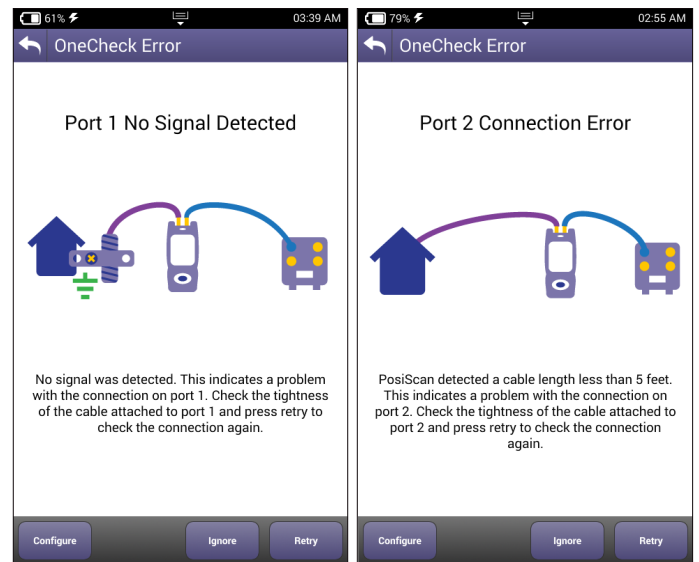 61%
03:39 AM
OneCheck Error
Port 1 No Signal Detected
No signal was detected. This indicates a problem
with the connection on port 1. Check the tightness
of the cable attached to port 1 and press retry to
check the connection again.
Configure
Ignore
Retry
79%
02:55 AM
OneCheck Error
Port 2 Connection Error
PosiScan detected a cable length less than 5 feet.
This indicates a problem with the connection on
port 2. Check the tightness of the cable attached to
port 2 and press retry to check the connection
again.
Configure
Ignore
Retry